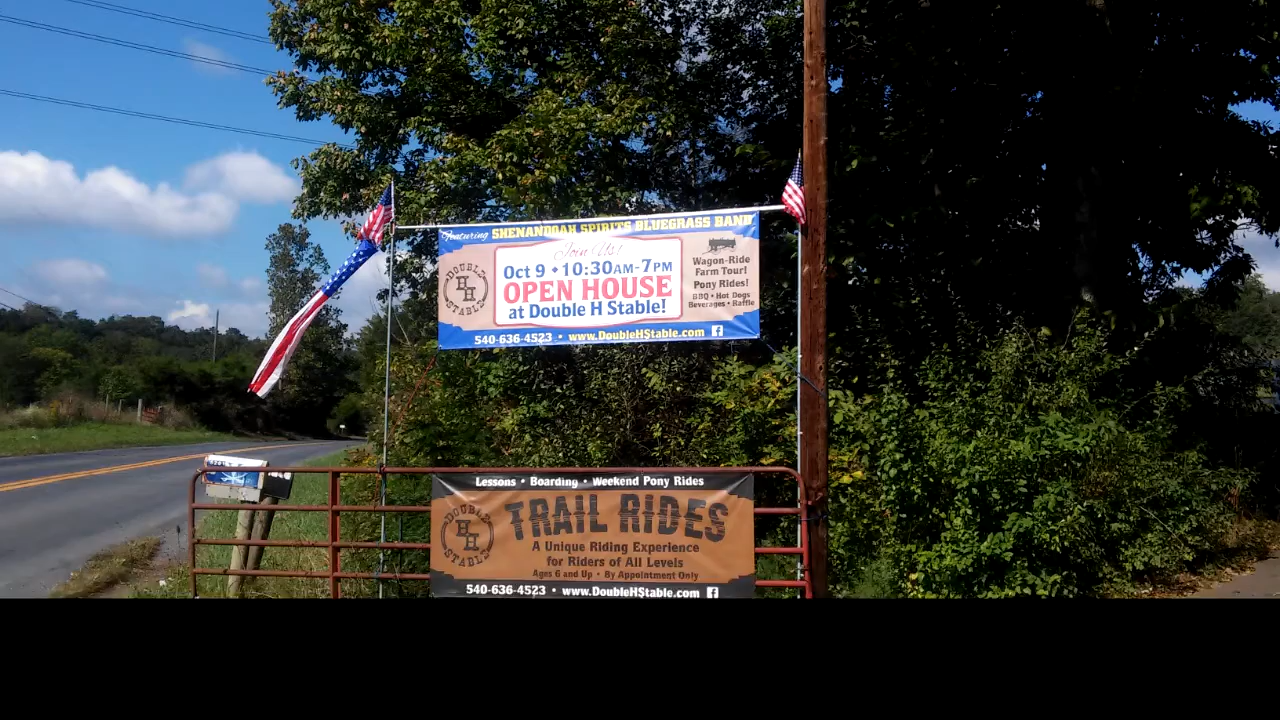 featuring SHENANDOAH SPIRITS BLUEGRASS BAND
Join Us!
Oct 9 • 10:30AM-7PM
OPEN HOUSE
at Double H Stable!
DOUBLE
HH
STABLE
Wagon-Ride
Farm Tour!
Pony Rides!
BBQ • Hot Dogs
Beverages • Raffle
540-636-4523 • www.DoubleHStable.com f
Lessons • Boarding • Weekend Pony Rides
DOUBLE
HH
STABLE
TRAIL RIDES
A Unique Riding Experience
for Riders of All Levels
Ages 6 and Up • By Appointment Only
540-636-4523 • www.DoubleHStable.com f